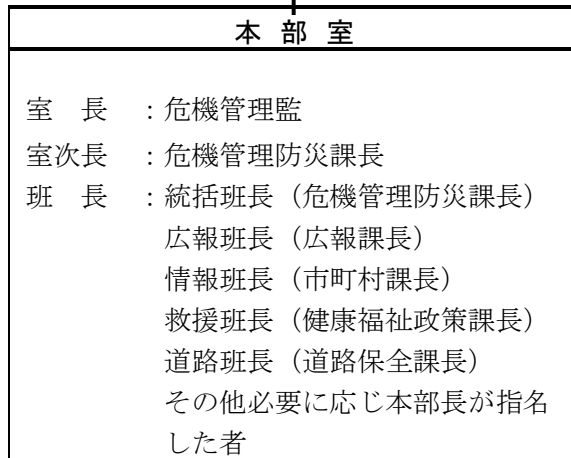 本 部 室
室　長　：危機管理監
室次長　：危機管理防災課長
班　長　：統括班長（危機管理防災課長）
広報班長（広報課長）
情報班長（市町村課長）
救援班長（健康福祉政策課長）
道路班長（道路保全課長）
その他必要に応じ本部長が指名
した者